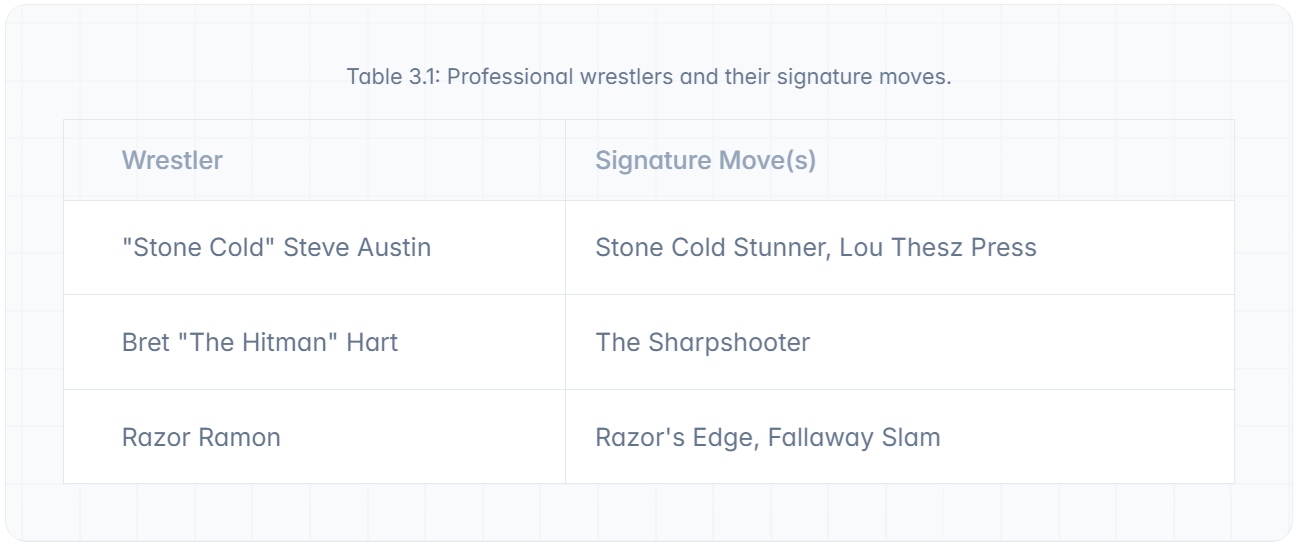 Table 3.1: Professional wrestlers and their signature moves.
Wrestler Signature Move(s)
"Stone Cold" Steve Austin Stone Cold Stunner, Lou Thesz Press
Bret "The Hitman" Hart The Sharpshooter
Razor Ramon Razor's Edge, Fallaway Slam